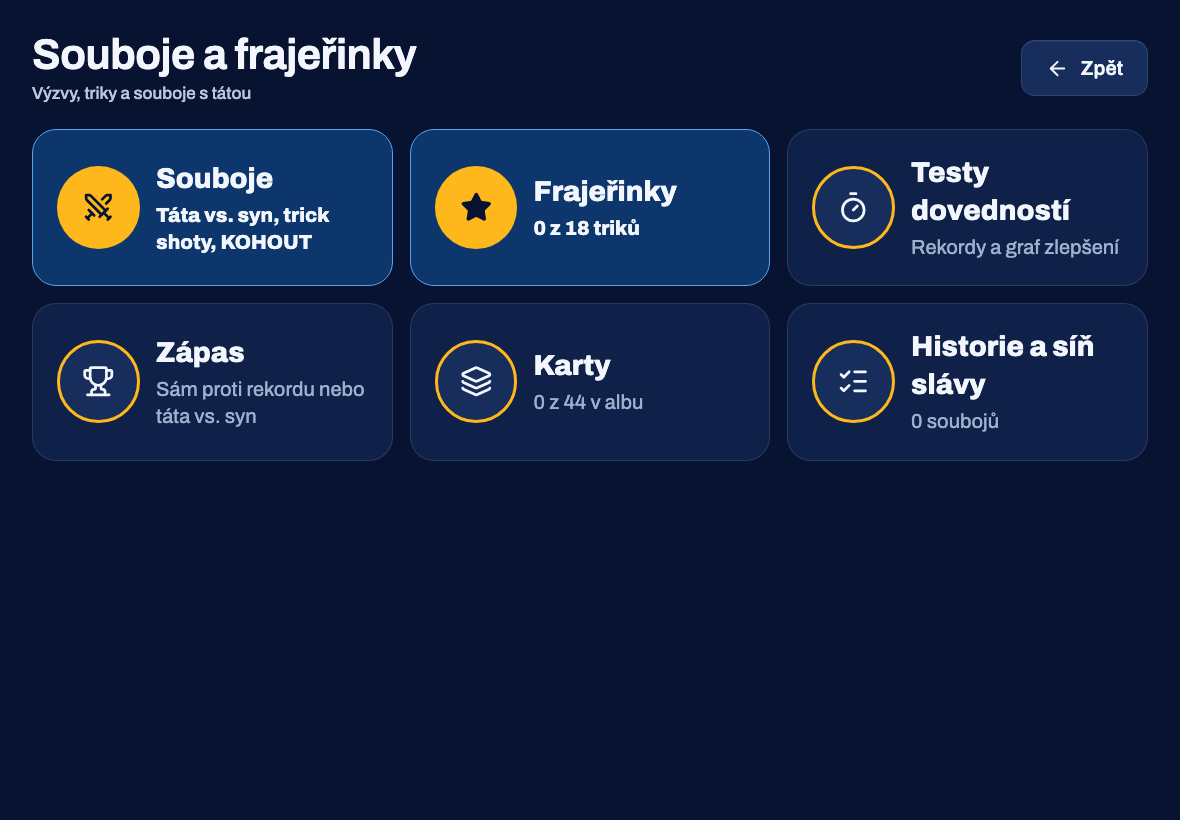 Souboje a frajeřinky
Výzvy, triky a souboje s tátou
Zpět
Souboje
Táta vs. syn, trick
shoty, KOHOUT
Frajeřinky
0 z 18 triků
Testy
dovedností
Rekordy a graf zlepšení
Zápas
Sám proti rekordu nebo
táta vs. syn
Karty
0 z 44 v albu
Historie a síň
slávy
0 soubojů